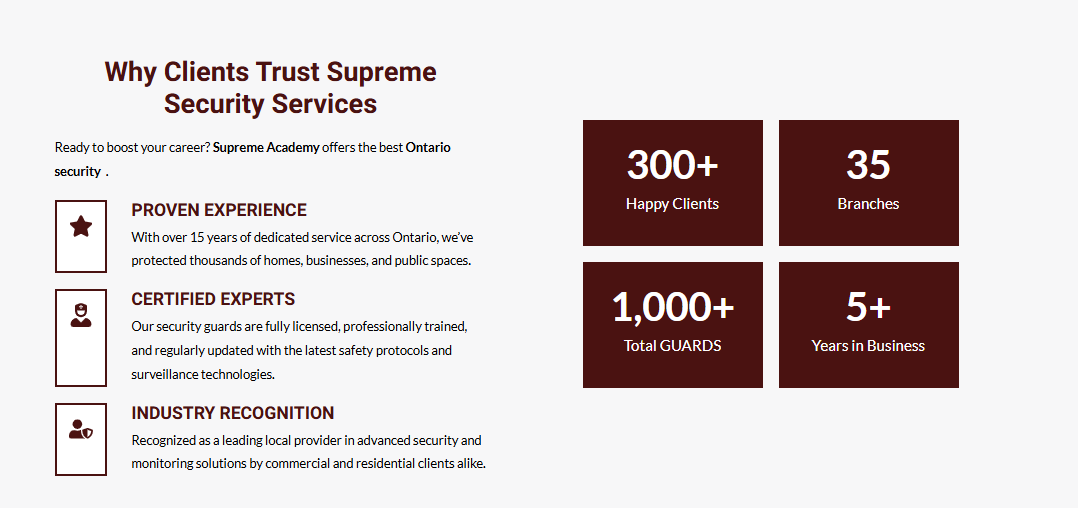 Why Clients Trust Supreme
Security Services
Ready to boost your career? Supreme Academy offers the best Ontario
security .
PROVEN EXPERIENCE
With over 15 years of dedicated service across Ontario, we've
protected thousands of homes, businesses, and public spaces.
CERTIFIED EXPERTS
Our security guards are fully licensed, professionally trained,
and regularly updated with the latest safety protocols and
surveillance technologies.
INDUSTRY RECOGNITION
Recognized as a leading local provider in advanced security and
monitoring solutions by commercial and residential clients alike.
300+
Happy Clients
35
Branches
1,000+
Total GUARDS
5+
Years in Business